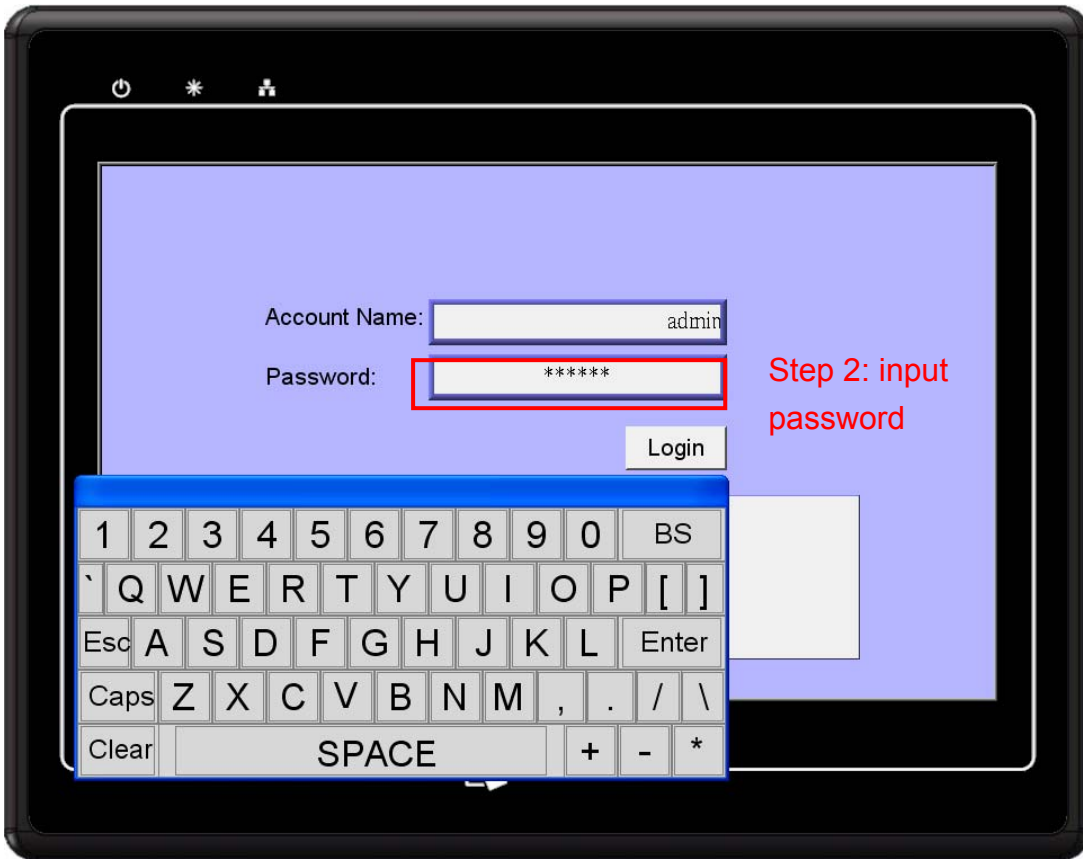 Account Name:
admin
Password:
******
Step 2: input
password
Login
1 2 3 4 5 6 7 8 9 0 BS
` Q W E R T Y U I O P [ ]
Esc A S D F G H J K L Enter
Caps Z X C V B N M , . / \
Clear SPACE + - *